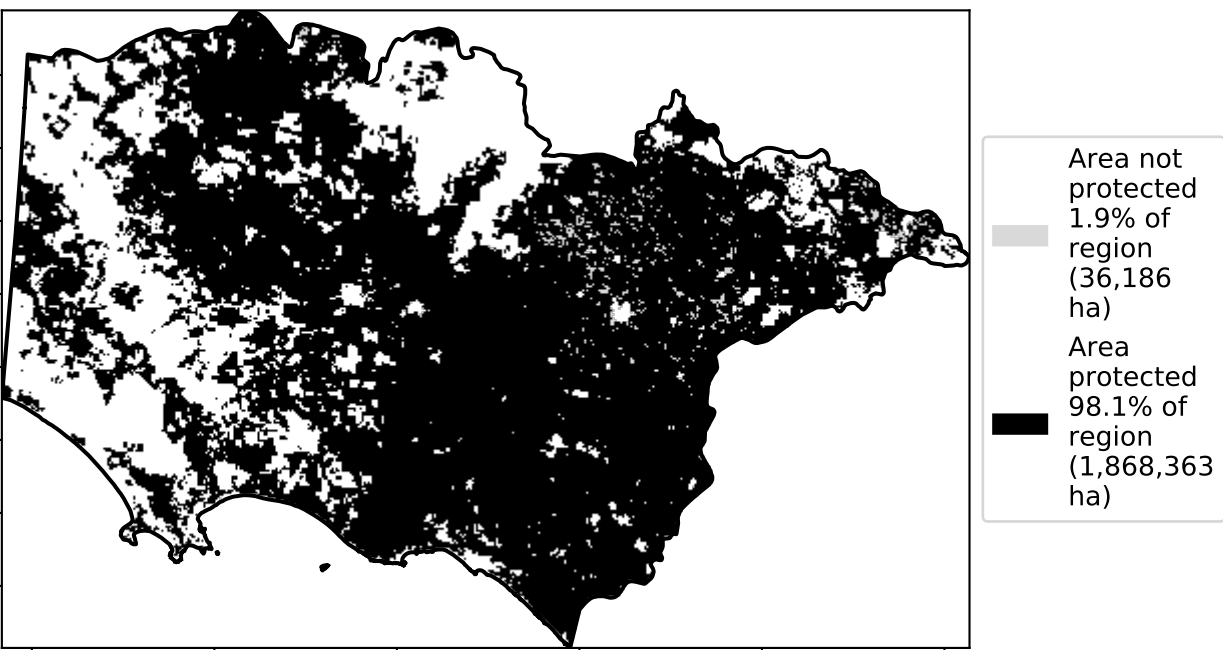 Area not
protected
1.9% of
region
(36,186
ha)
Area
protected
98.1% of
region
(1,868,363
ha)